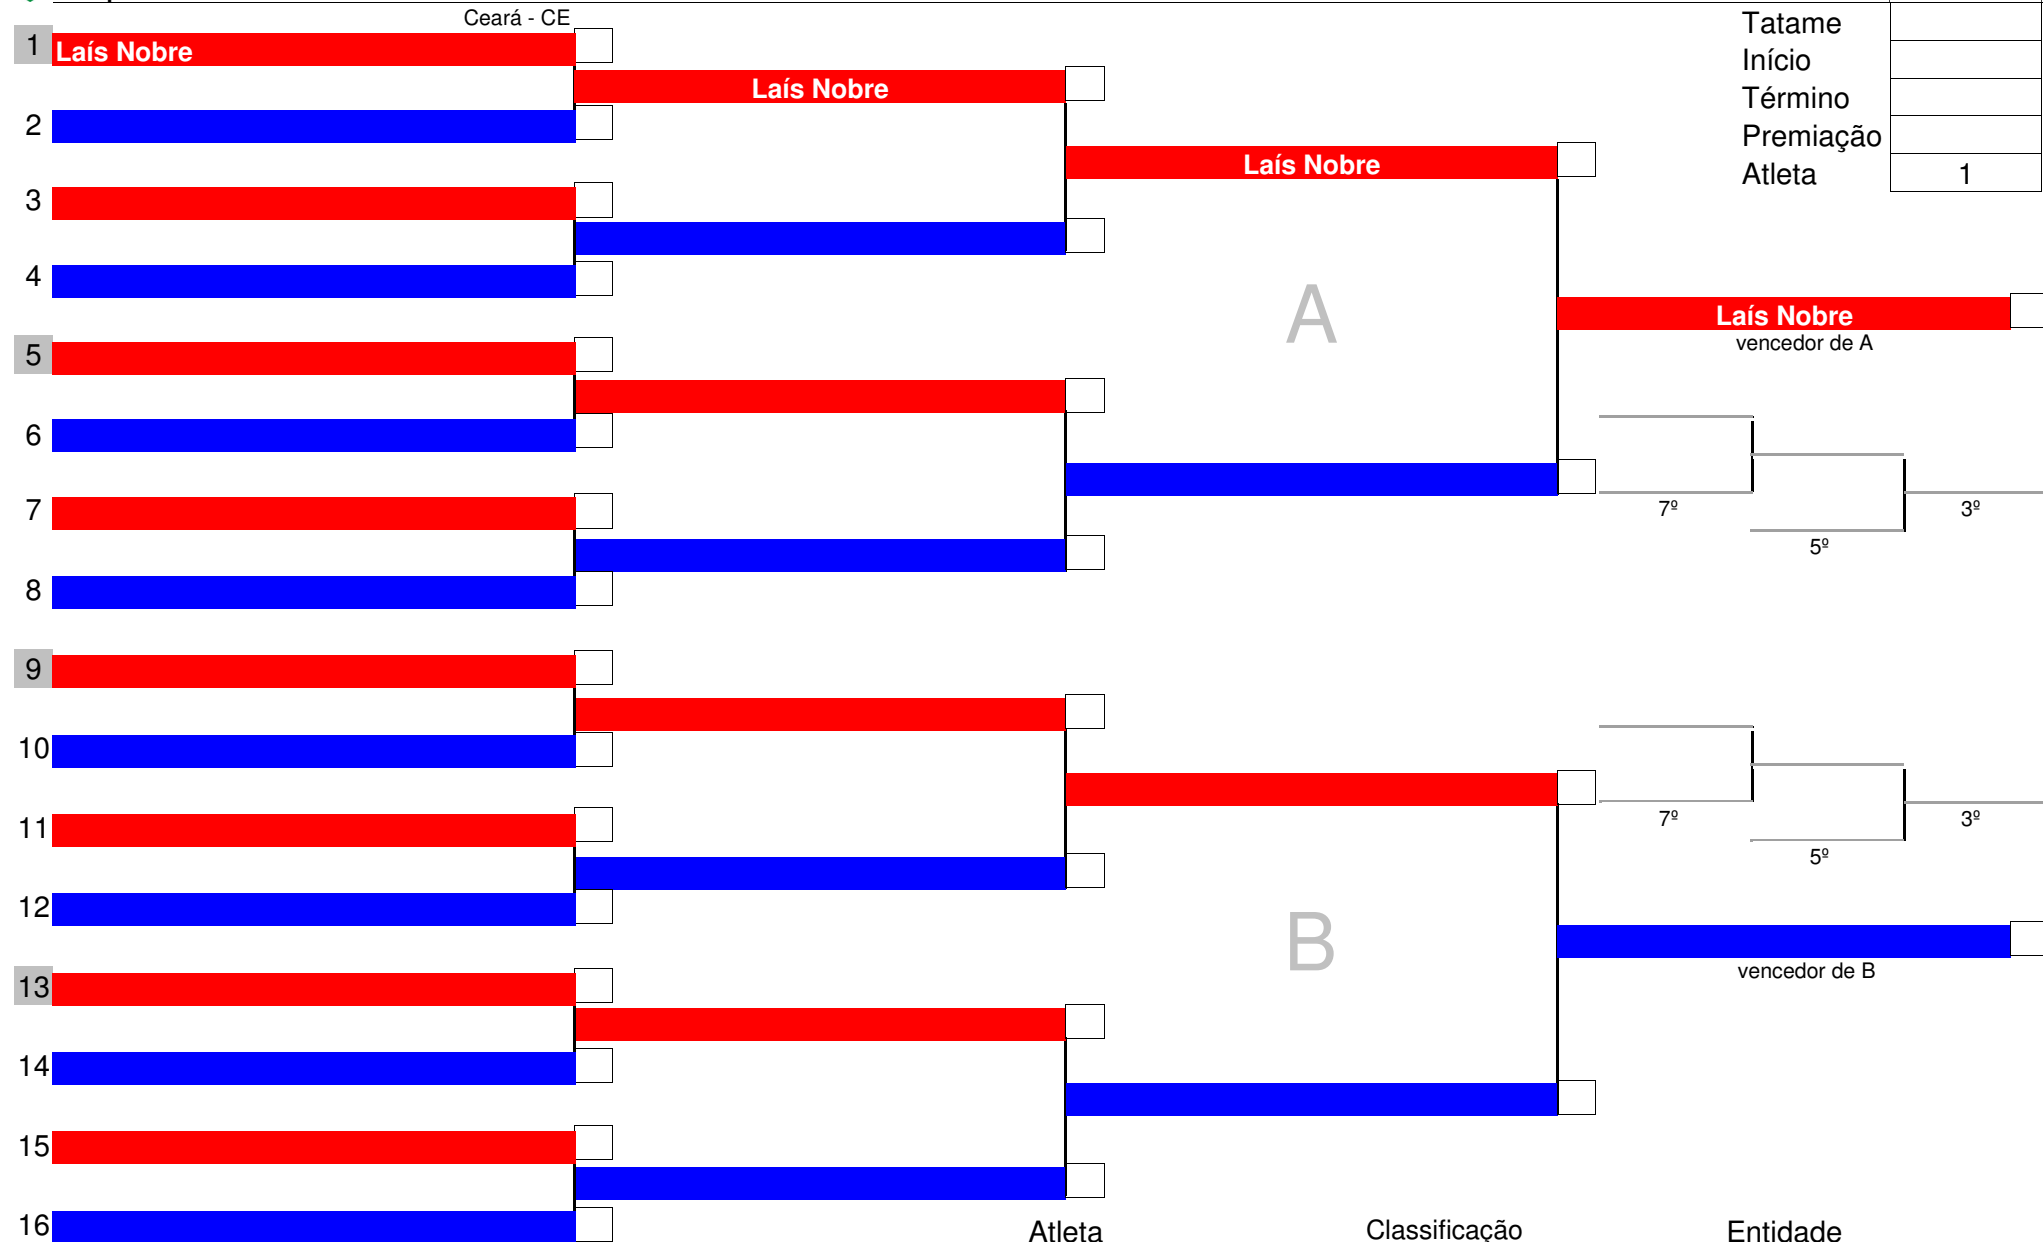 Ceará - CE
Tatame
1 Laís Nobre
Início
Laís Nobre
Término
2
Premiação
Laís Nobre
Atleta 1
3
4
A
Laís Nobre
vencedor de A
5
6
7
7º 3º
5º
8
9
10
11
7º 3º
5º
12
B
vencedor de B
13
14
15
16
Atleta Classificação Entidade